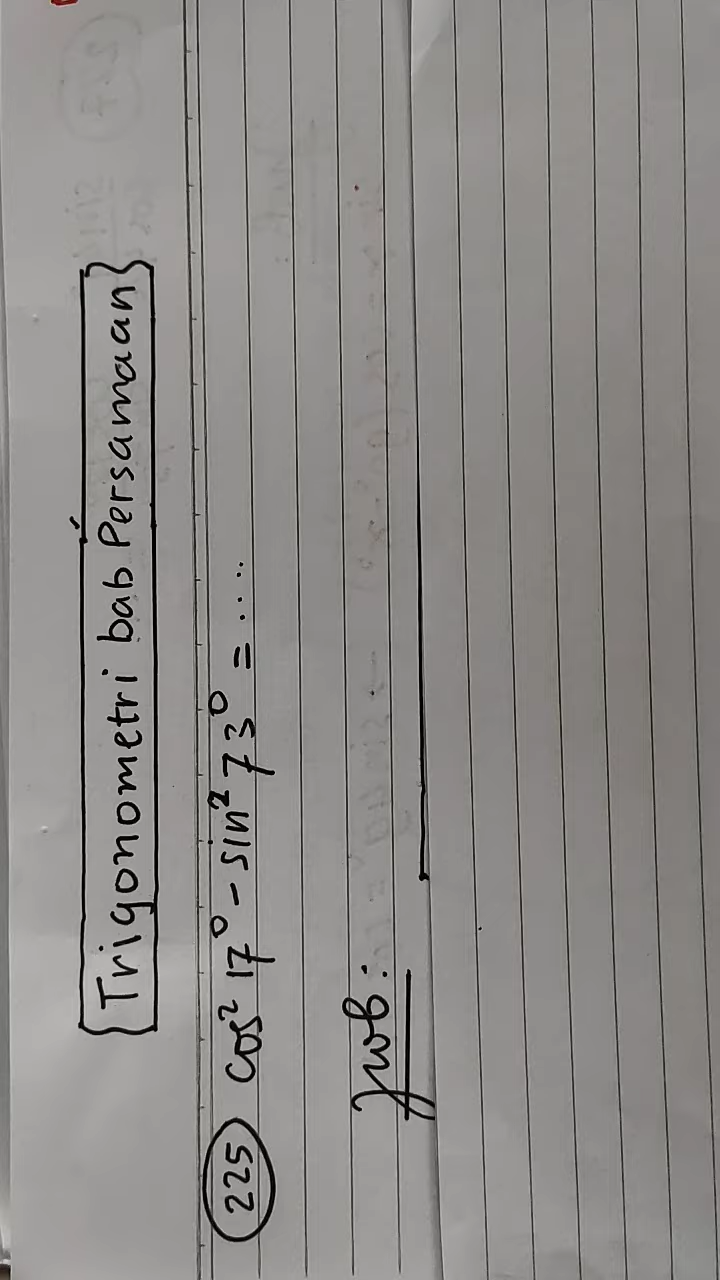 Trigonometri bab Persamaan
225 cos² 17° - sin² 73° = ....
Jwb: